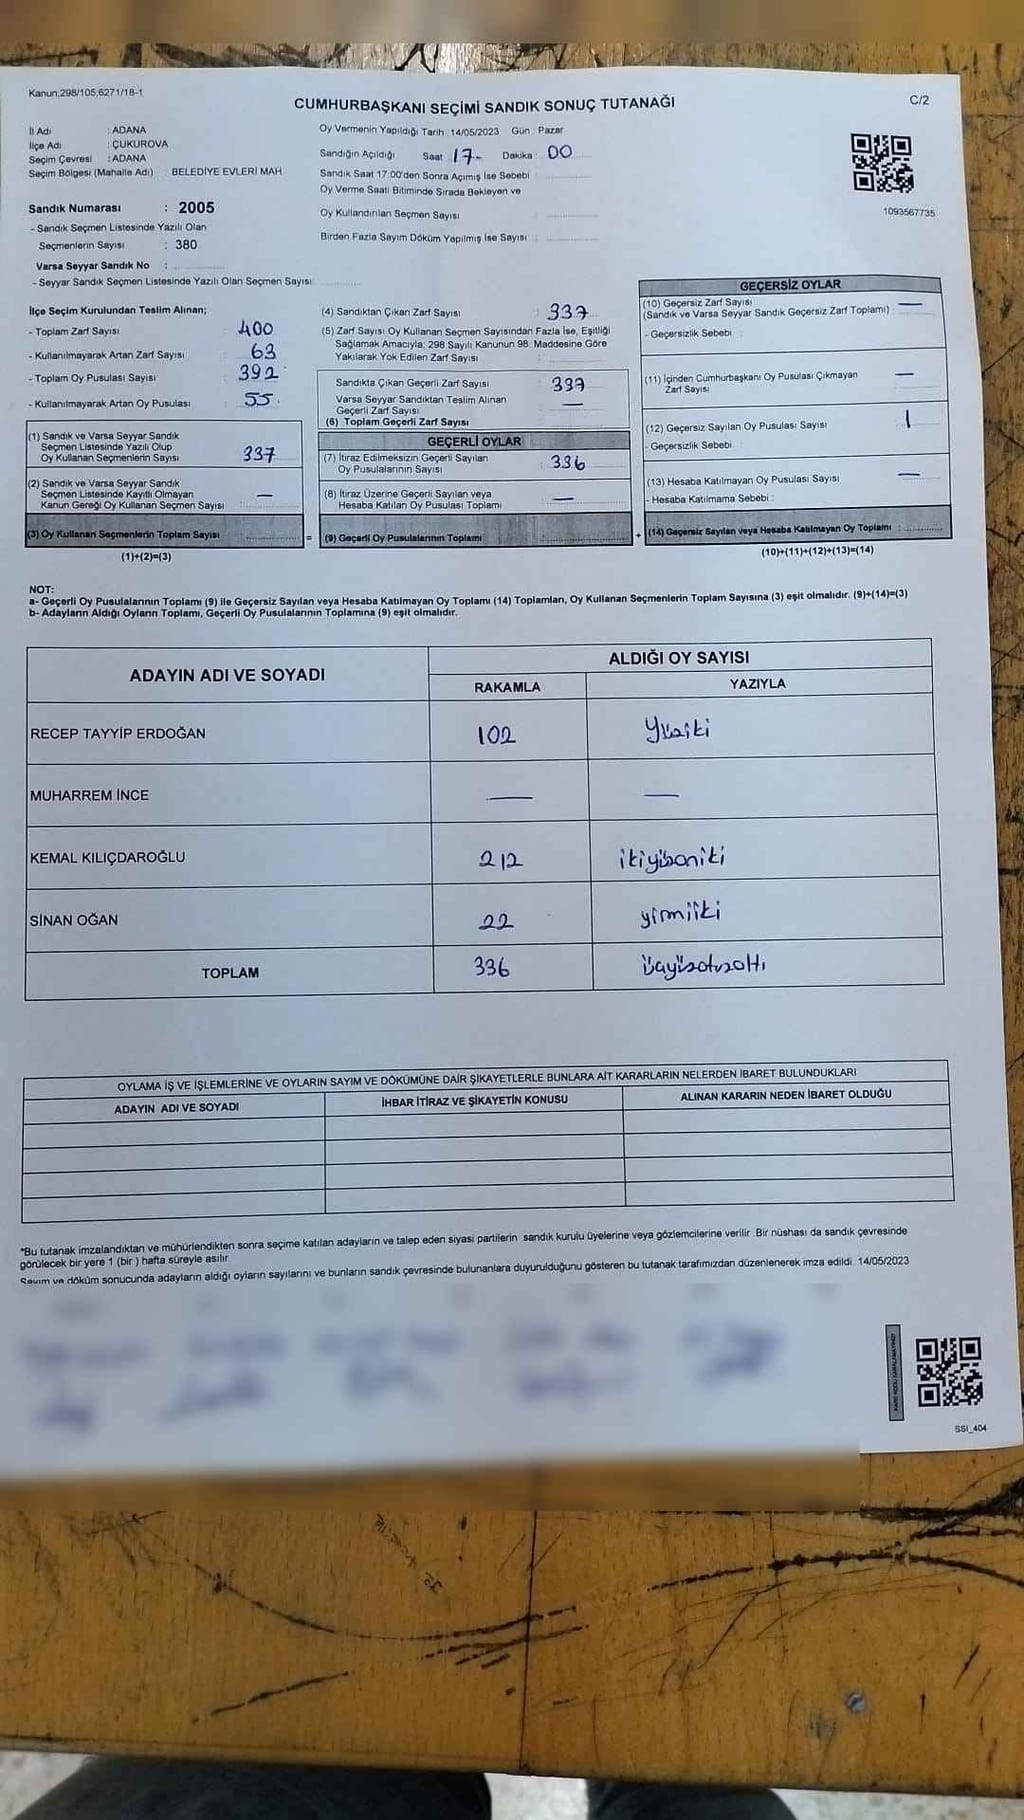 Kanun;298/105;6271/18-1
CUMHURBAŞKANI SEÇİMİ SANDIK SONUÇ TUTANAĞI
C/2
İl Adı : ADANA
İlçe Adı : ÇUKUROVA
Seçim Çevresi : ADANA
Seçim Bölgesi (Mahalle Adı) : BELEDİYE EVLERİ MAH
Sandık Numarası : 2005
- Sandık Seçmen Listesinde Yazılı Olan
Seçmenlerin Sayısı : 380
Varsa Seyyar Sandık No :
- Seyyar Sandık Seçmen Listesinde Yazılı Olan Seçmen Sayısı:
Oy Vermenin Yapıldığı Tarih : 14/05/2023 Gün : Pazar
Sandığın Açıldığı Saat 17- Dakika : 00
Sandık Saat 17:00'den Sonra Açımış İse Sebebi
Oy Verme Saati Bitiminde Sırada Bekleyen ve
Oy Kullandırılan Seçmen Sayısı
Birden Fazla Sayım Döküm Yapılmış İse Sayısı :
1093567735
İlçe Seçim Kurulundan Teslim Alınan;
- Toplam Zarf Sayısı : 400
- Kullanılmayarak Artan Zarf Sayısı : 63
- Toplam Oy Pusulası Sayısı : 392
- Kullanılmayarak Artan Oy Pusulası : 55
(1) Sandık ve Varsa Seyyar Sandık
Seçmen Listesinde Yazılı Olup
Oy Kullanan Seçmenlerin Sayısı : 337
(2) Sandık ve Varsa Seyyar Sandık
Seçmen Listesinde Kayıtlı Olmayan
Kanun Gereği Oy Kullanan Seçmen Sayısı : —
(3) Oy Kullanan Seçmenlerin Toplam Sayısı =
(1)+(2)=(3)
(4) Sandıktan Çıkan Zarf Sayısı : 337
(5) Zarf Sayısı Oy Kullanan Seçmen Sayısından Fazla İse, Eşitliği
Sağlamak Amacıyla; 298 Sayılı Kanunun 98. Maddesine Göre
Yakılarak Yok Edilen Zarf Sayısı :
Sandıkta Çıkan Geçerli Zarf Sayısı : 337
Varsa Seyyar Sandıktan Teslim Alınan
Geçerli Zarf Sayısı : —
(6) Toplam Geçerli Zarf Sayısı
GEÇERLİ OYLAR
(7) İtiraz Edilmeksizin Geçerli Sayılan
Oy Pusulalarının Sayısı : 336
(8) İtiraz Üzerine Geçerli Sayılan veya
Hesaba Katılan Oy Pusulası Toplamı : —
(9) Geçerli Oy Pusulalarının Toplamı : +
GEÇERSİZ OYLAR
(10) Geçersiz Zarf Sayısı
(Sandık ve Varsa Seyyar Sandık Geçersiz Zarf Toplamı) : —
- Geçersizlik Sebebi :
(11) İçinden Cumhurbaşkanı Oy Pusulası Çıkmayan
Zarf Sayısı : —
(12) Geçersiz Sayılan Oy Pusulası Sayısı : 1
- Geçersizlik Sebebi :
(13) Hesaba Katılmayan Oy Pusulası Sayısı : —
- Hesaba Katılmama Sebebi :
(14) Geçersiz Sayılan veya Hesaba Katılmayan Oy Toplamı :
(10)+(11)+(12)+(13)=(14)
NOT:
a- Geçerli Oy Pusulalarının Toplamı (9) ile Geçersiz Sayılan veya Hesaba Katılmayan Oy Toplamı (14) Toplamları, Oy Kullanan Seçmenlerin Toplam Sayısına (3) eşit olmalıdır. (9)+(14)=(3)
b- Adayların Aldığı Oyların Toplamı, Geçerli Oy Pusulalarının Toplamına (9) eşit olmalıdır.
ADAYIN ADI VE SOYADI
ALDIĞI OY SAYISI
RAKAMLA YAZIYLA
RECEP TAYYİP ERDOĞAN 102 Yüziki
MUHARREM İNCE — —
KEMAL KILIÇDAROĞLU 212 ikiyüzoniki
SİNAN OĞAN 22 yirmiiki
TOPLAM 336 üçyüzotuzaltı
OYLAMA İŞ VE İŞLEMLERİNE VE OYLARIN SAYIM VE DÖKÜMÜNE DAİR ŞİKAYETLERLE BUNLARA AİT KARARLARIN NELERDEN İBARET BULUNDUKLARI
ADAYIN ADI VE SOYADI İHBAR İTİRAZ VE ŞİKAYETİN KONUSU ALINAN KARARIN NEDEN İBARET OLDUĞU
*Bu tutanak imzalandıktan ve mühürlendikten sonra seçime katılan adayların ve talep eden siyasi partilerin sandık kurulu üyelerine veya gözlemcilerine verilir. Bir nüshası da sandık çevresinde
görülecek bir yere 1 (bir ) hafta süreyle asılır.
Sayım ve döküm sonucunda adayların aldığı oyların sayılarını ve bunların sandık çevresinde bulunanlara duyurulduğunu gösteren bu tutanak tarafımızdan düzenlenerek imza edildi. 14/05/2023
SSI_404